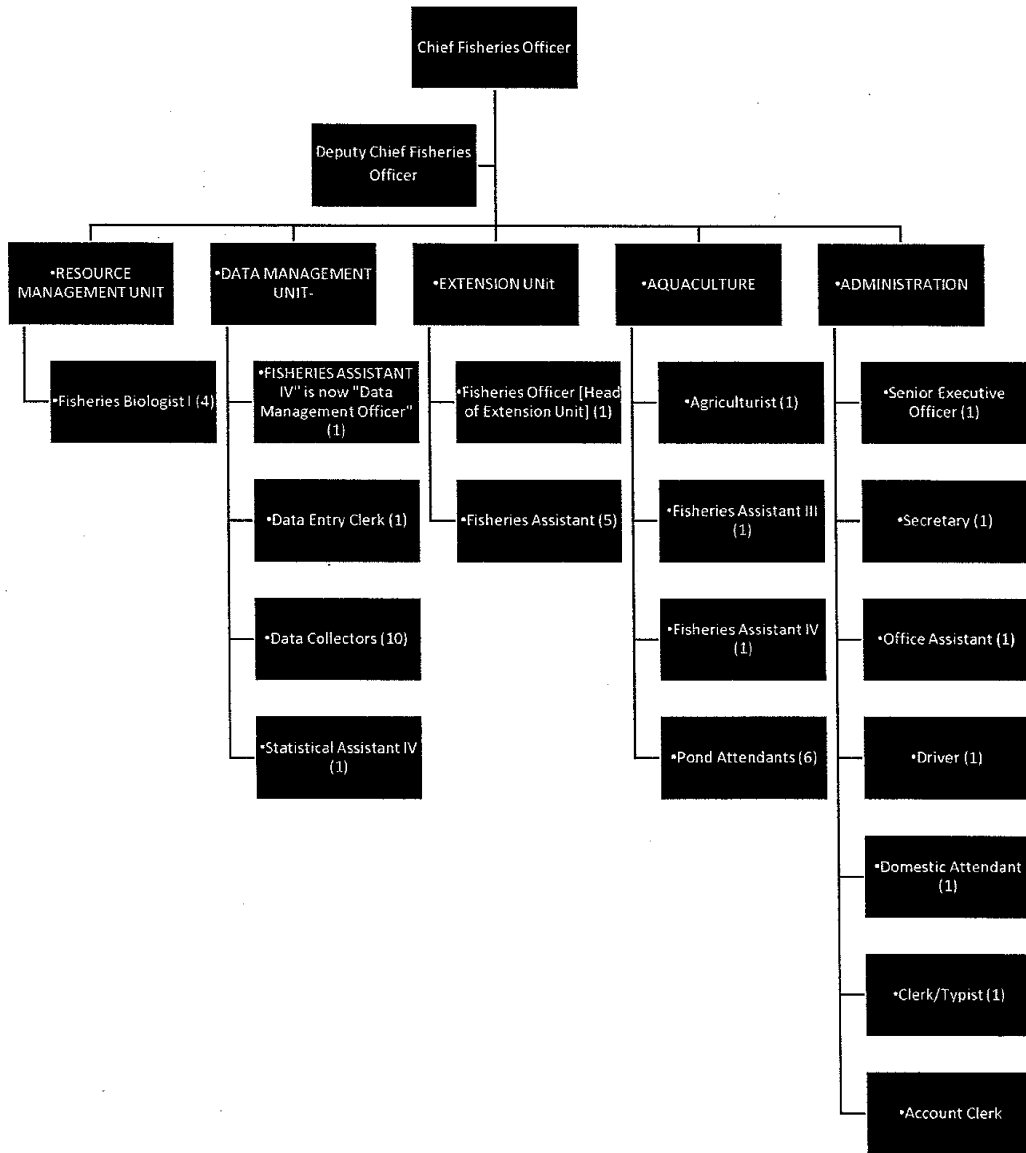 Chief Fisheries Officer
Deputy Chief Fisheries
Officer
•RESOURCE
MANAGEMENT UNIT
•DATA MANAGEMENT
UNIT-
•EXTENSION UNit
•AQUACULTURE
•ADMINISTRATION
•Fisheries Biologist I (4)
•FISHERIES ASSISTANT
IV" is now "Data
Management Officer"
(1)
•Data Entry Clerk (1)
•Data Collectors (10)
•Statistical Assistant IV
(1)
•Fisheries Officer [Head
of Extension Unit] (1)
•Fisheries Assistant (5)
•Agriculturist (1)
•Fisheries Assistant III
(1)
•Fisheries Assistant IV
(1)
•Pond Attendants (6)
•Senior Executive
Officer (1)
•Secretary (1)
•Office Assistant (1)
•Driver (1)
•Domestic Attendant
(1)
•Clerk/Typist (1)
•Account Clerk